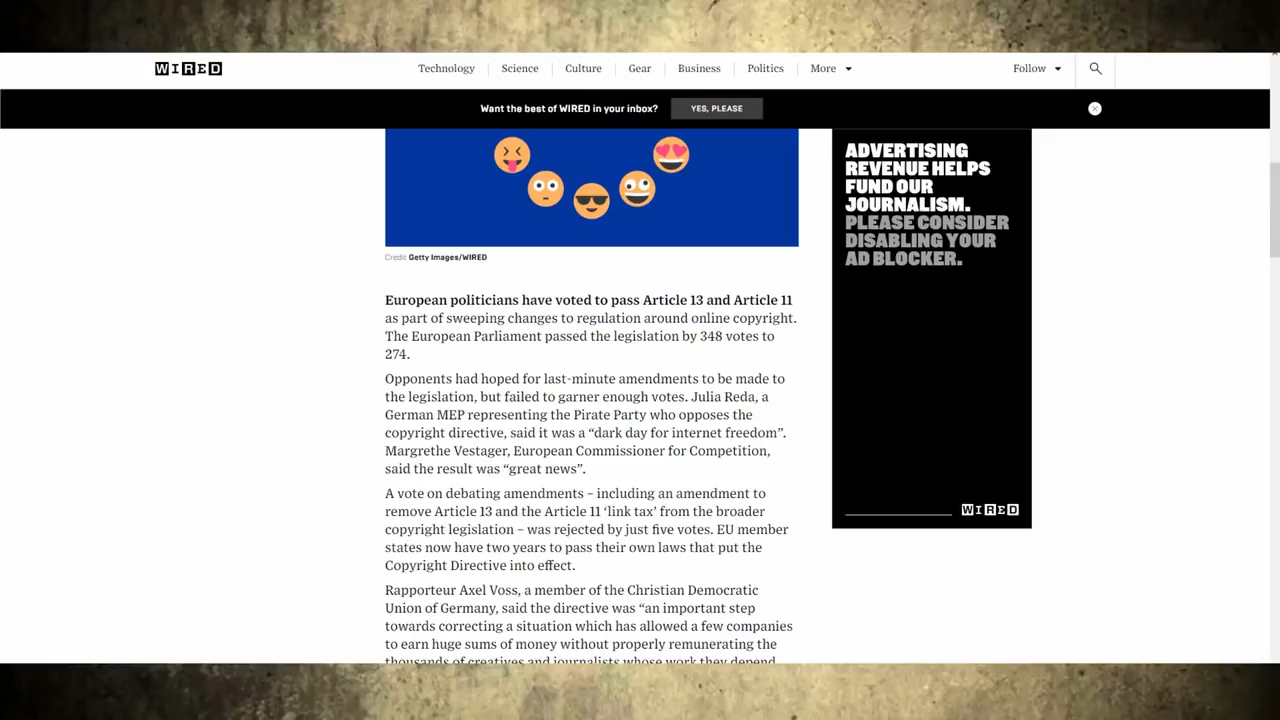 WIRED
Technology
Science
Culture
Gear
Business
Politics
More
Follow
Want the best of WIRED in your inbox?
YES, PLEASE
Credit Getty Images/WIRED
European politicians have voted to pass Article 13 and Article 11
as part of sweeping changes to regulation around online copyright.
The European Parliament passed the legislation by 348 votes to
274.
Opponents had hoped for last-minute amendments to be made to
the legislation, but failed to garner enough votes. Julia Reda, a
German MEP representing the Pirate Party who opposes the
copyright directive, said it was a “dark day for internet freedom”.
Margrethe Vestager, European Commissioner for Competition,
said the result was “great news”.
A vote on debating amendments – including an amendment to
remove Article 13 and the Article 11 ‘link tax’ from the broader
copyright legislation – was rejected by just five votes. EU member
states now have two years to pass their own laws that put the
Copyright Directive into effect.
Rapporteur Axel Voss, a member of the Christian Democratic
Union of Germany, said the directive was “an important step
towards correcting a situation which has allowed a few companies
to earn huge sums of money without properly remunerating the
thousands of creatives and journalists whose work they depend
ADVERTISING
REVENUE HELPS
FUND OUR
JOURNALISM.
PLEASE CONSIDER
DISABLING YOUR
AD BLOCKER.
WIRED